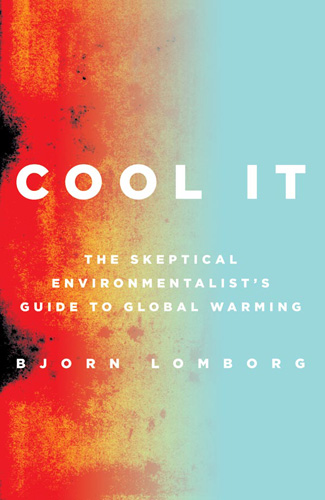 COOL IT
THE SKEPTICAL
ENVIRONMENTALIST'S
GUIDE TO GLOBAL WARMING
BJORN LOMBORG